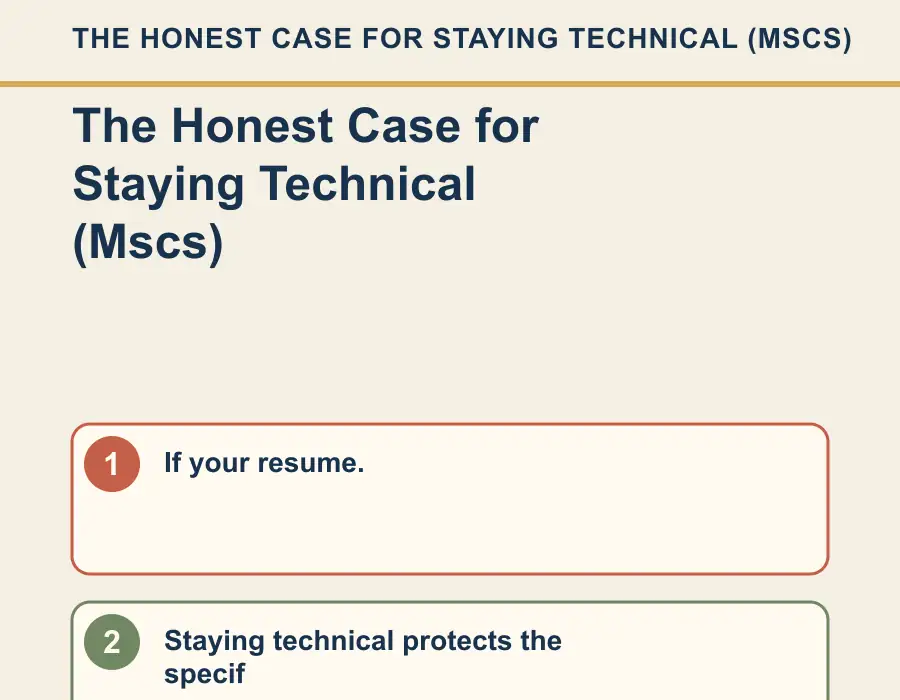 THE HONEST CASE FOR STAYING TECHNICAL (MSCS)
The Honest Case for
Staying Technical
(Mscs)
1
If your resume.
2
Staying technical protects the
specif